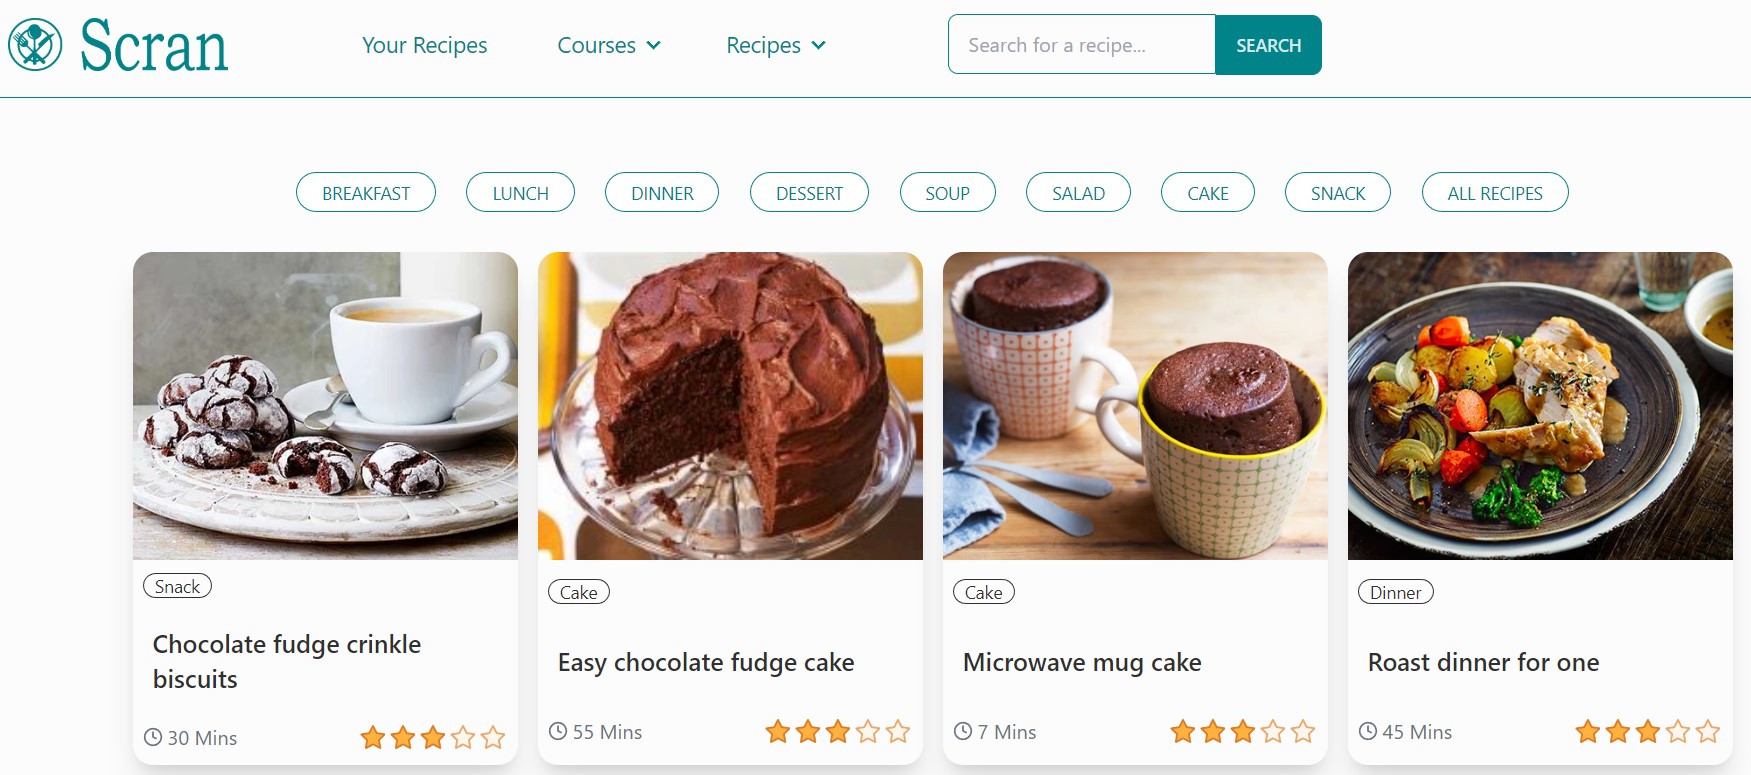 Scran
Your Recipes
Courses
Recipes
Search for a recipe...
SEARCH
BREAKFAST
LUNCH
DINNER
DESSERT
SOUP
SALAD
CAKE
SNACK
ALL RECIPES
Snack
Chocolate fudge crinkle
biscuits
30 Mins
Cake
Easy chocolate fudge cake
55 Mins
Cake
Microwave mug cake
7 Mins
Dinner
Roast dinner for one
45 Mins